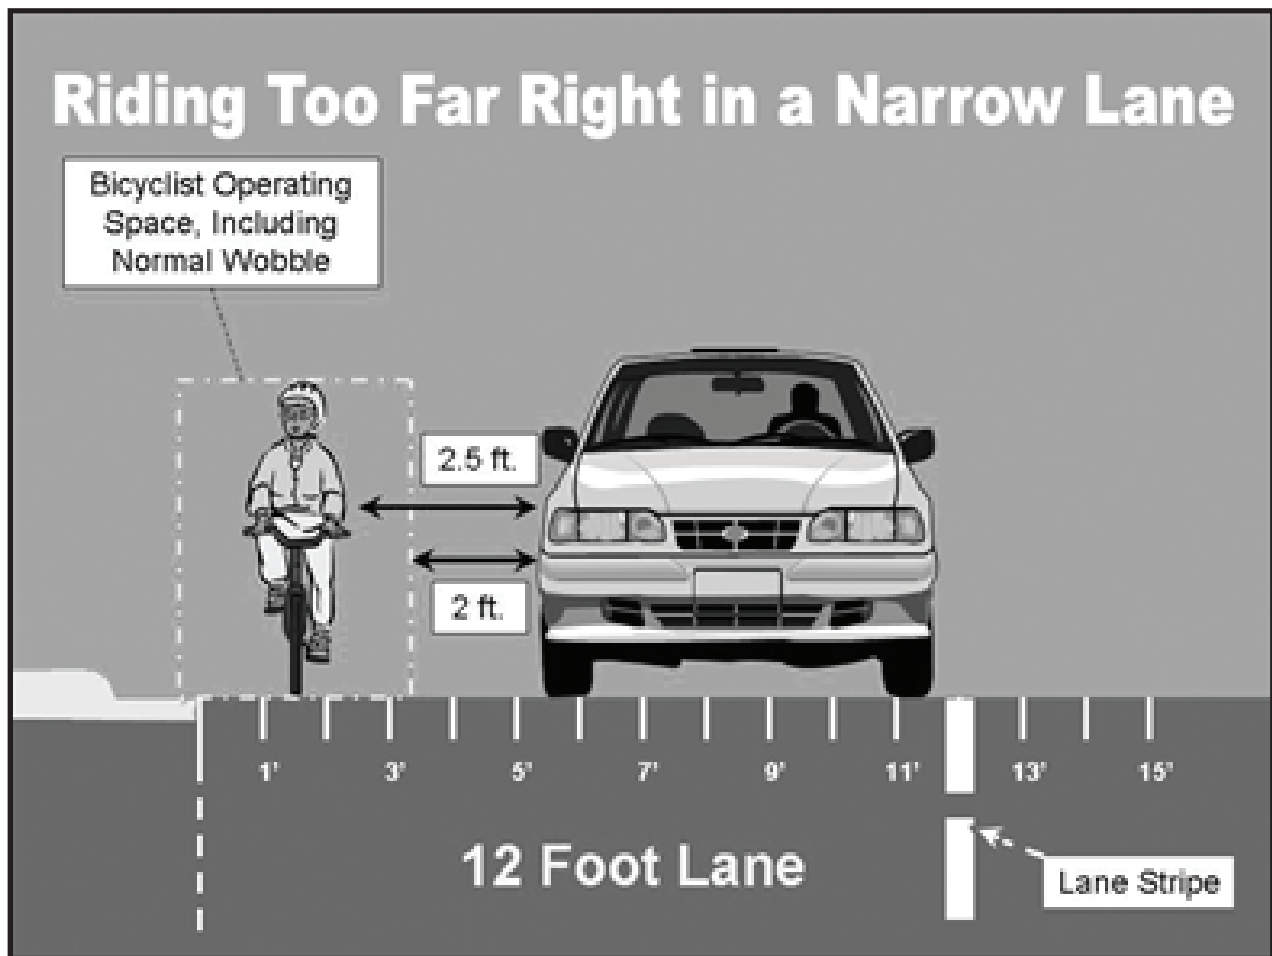 Riding Too Far Right in a Narrow Lane
Bicyclist Operating
Space, Including
Normal Wobble
2.5 ft.
2 ft.
1' 3' 5' 7' 9' 11' 13' 15'
12 Foot Lane
Lane Stripe